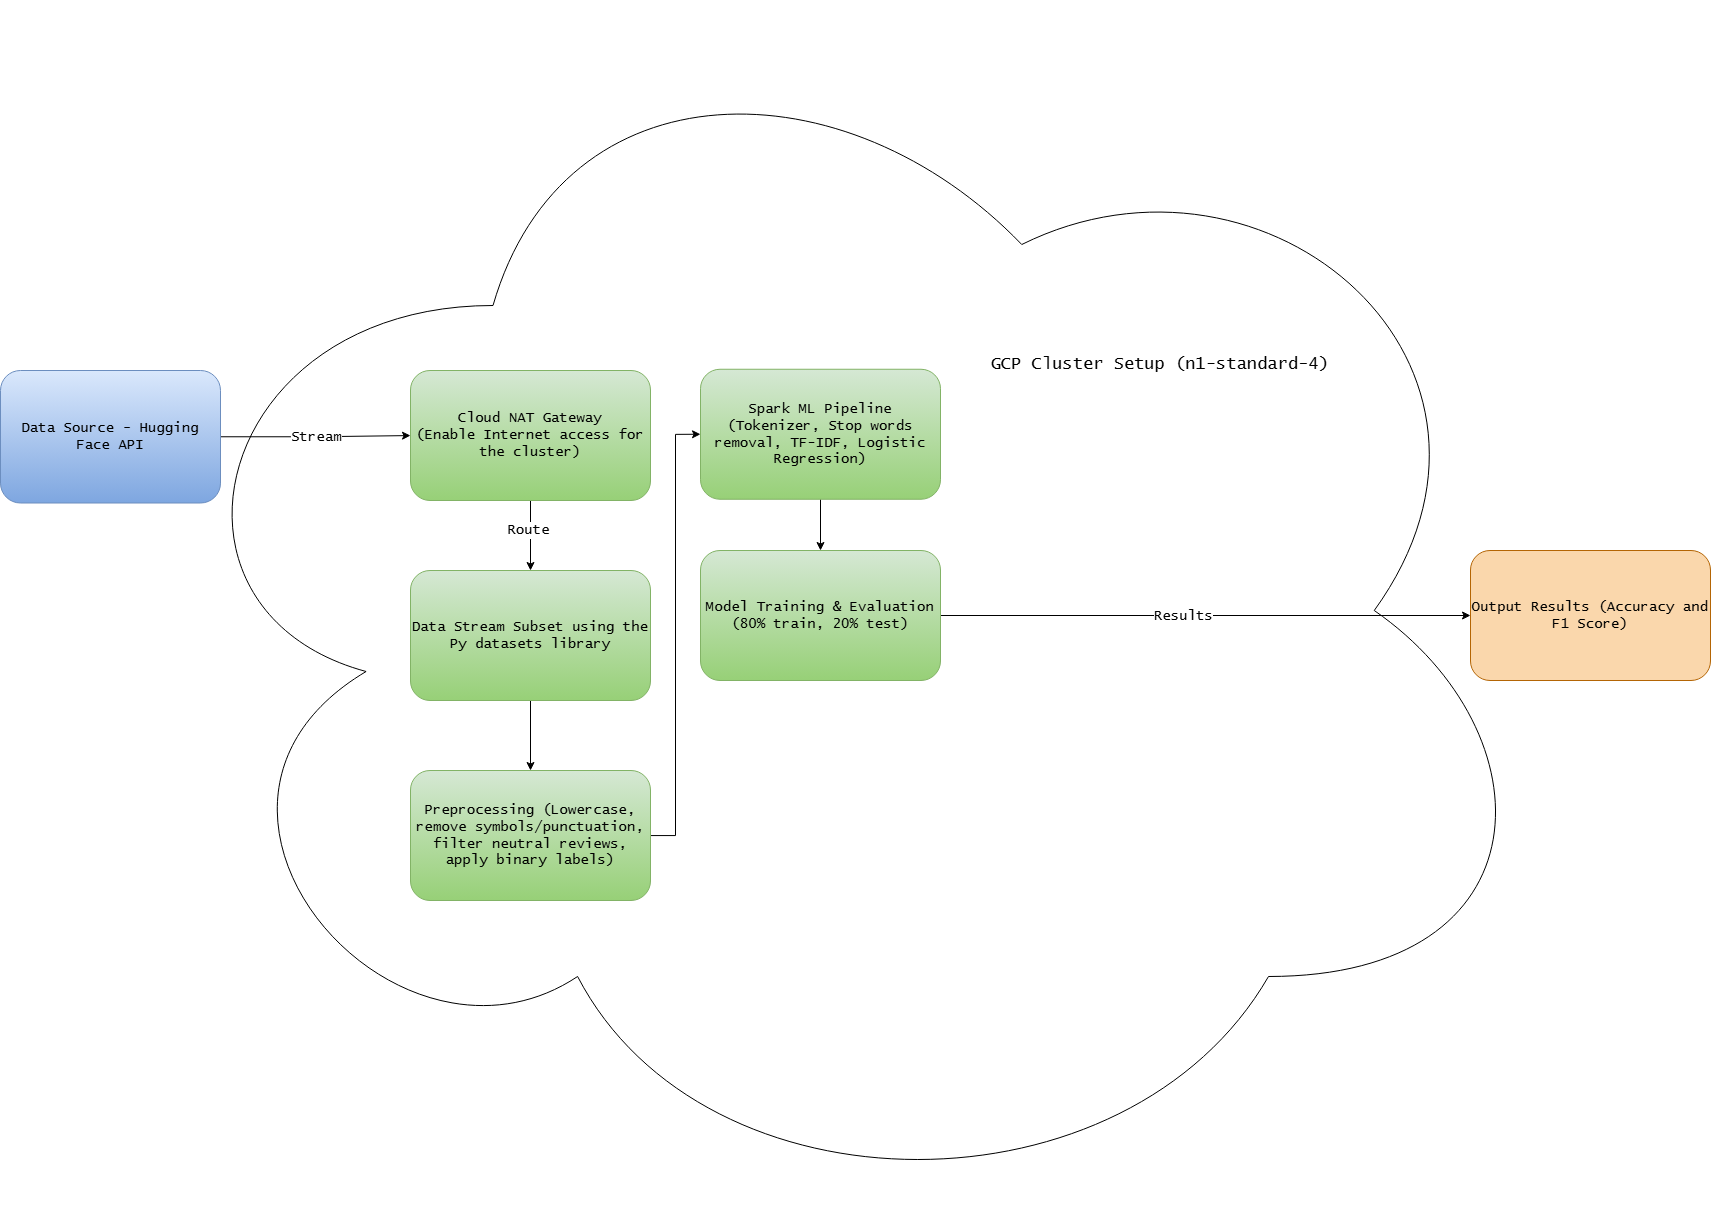 GCP Cluster Setup (n1-standard-4)
Data Source - Hugging
Face API
Stream
Cloud NAT Gateway
(Enable Internet access for
the cluster)
Route
Data Stream Subset using the
Py datasets library
Preprocessing (Lowercase,
remove symbols/punctuation,
filter neutral reviews,
apply binary labels)
Spark ML Pipeline
(Tokenizer, Stop words
removal, TF-IDF, Logistic
Regression)
Model Training & Evaluation
(80% train, 20% test)
Results
Output Results (Accuracy and
F1 Score)